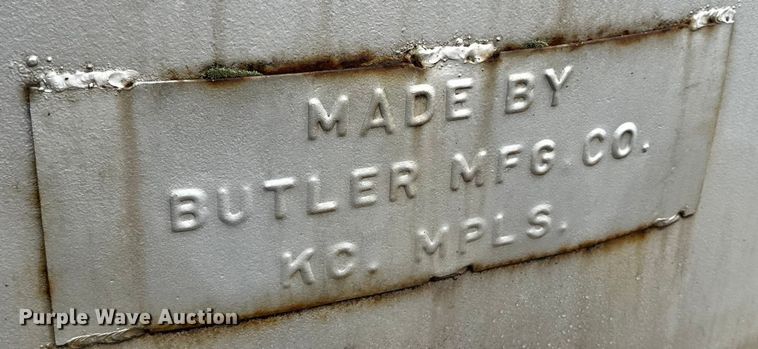 MADE BY
BUTLER MFG. CO.
KC. MPLS.
Purple Wave Auction